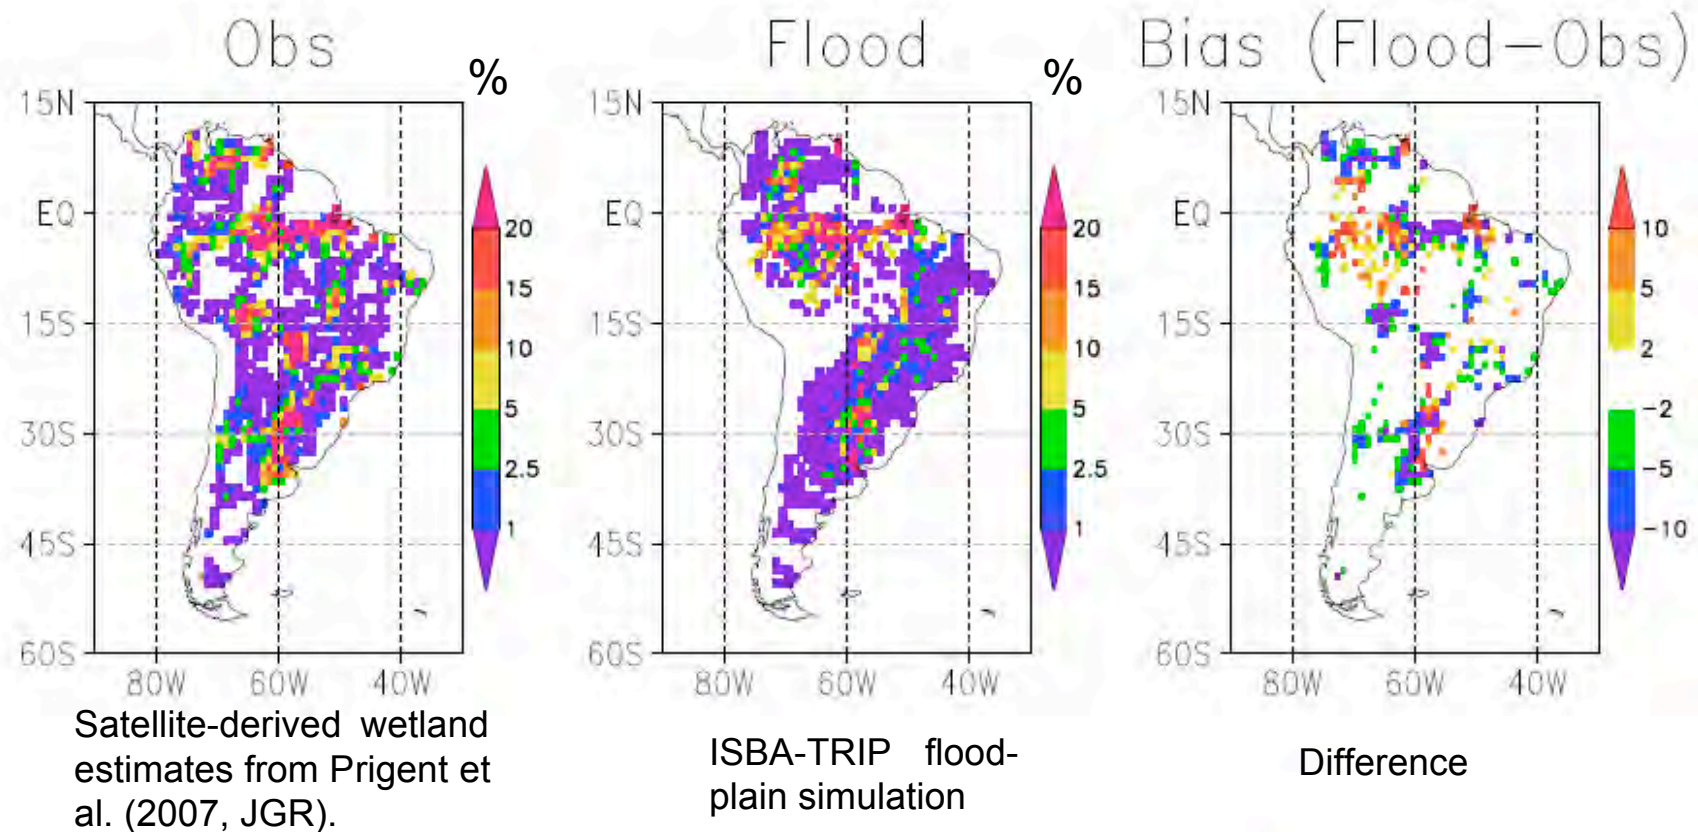 Obs
%
15N
EQ
15S
30S
45S
60S
80W 60W 40W
20
15
10
5
2.5
1
Satellite-derived wetland
estimates from Prigent et
al. (2007, JGR).
Flood
%
15N
EQ
15S
30S
45S
60S
80W 60W 40W
20
15
10
5
2.5
1
ISBA-TRIP flood-
plain simulation
Bias (Flood-Obs)
15N
EQ
15S
30S
45S
60S
80W 60W 40W
10
5
2
-2
-5
-10
Difference